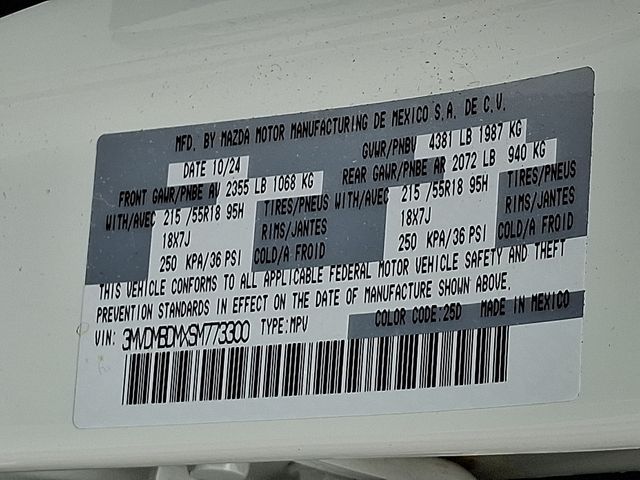 MFD. BY MAZDA MOTOR MANUFACTURING DE MEXICO S.A. DE C.V.
DATE 10/24 GVWR/PNBV 4381 LB 1987 KG
FRONT GAWR/PNBE AV 2355 LB 1068 KG REAR GAWR/PNBE AR 2072 LB 940 KG
WITH/AVEC 215 /55R18 95H TIRES/PNEUS WITH/AVEC 215 /55R18 95H TIRES/PNEUS
18X7J RIMS/JANTES 18X7J RIMS/JANTES
250 KPA/36 PSI COLD/A FROID 250 KPA/36 PSI COLD/A FROID
THIS VEHICLE CONFORMS TO ALL APPLICABLE FEDERAL MOTOR VEHICLE SAFETY AND THEFT
PREVENTION STANDARDS IN EFFECT ON THE DATE OF MANUFACTURE SHOWN ABOVE.
VIN: 3MVDMBDMXSM773300 TYPE:MPV COLOR CODE:25D MADE IN MEXICO